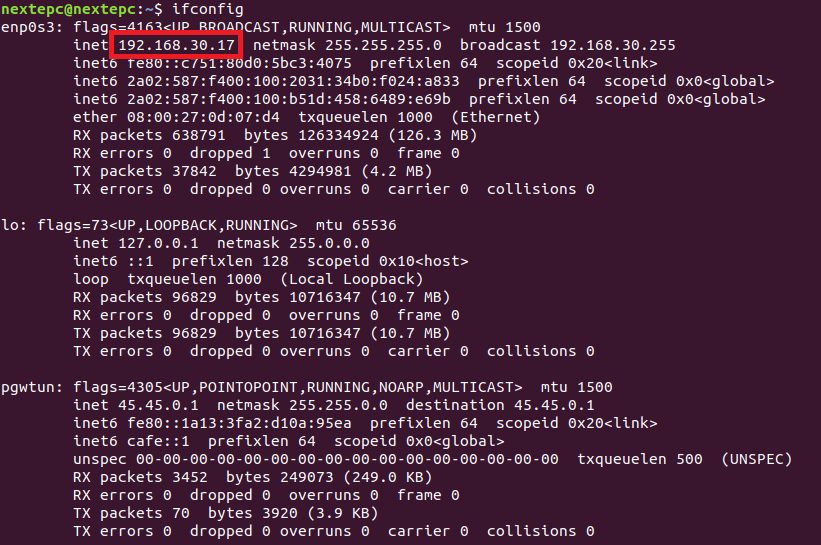 nextepc@nextepc:~$ ifconfig
enp0s3: flags=4163<UP,BROADCAST,RUNNING,MULTICAST>  mtu 1500
        inet 192.168.30.17  netmask 255.255.255.0  broadcast 192.168.30.255
        inet6 fe80::c751:80d0:5bc3:4075  prefixlen 64  scopeid 0x20<link>
        inet6 2a02:587:f400:100:2031:34b0:f024:a833  prefixlen 64  scopeid 0x0<global>
        inet6 2a02:587:f400:100:b51d:458:6489:e69b  prefixlen 64  scopeid 0x0<global>
        ether 08:00:27:0d:07:d4  txqueuelen 1000  (Ethernet)
        RX packets 638791  bytes 126334924 (126.3 MB)
        RX errors 0  dropped 1  overruns 0  frame 0
        TX packets 37842  bytes 4294981 (4.2 MB)
        TX errors 0  dropped 0 overruns 0  carrier 0  collisions 0

lo: flags=73<UP,LOOPBACK,RUNNING>  mtu 65536
        inet 127.0.0.1  netmask 255.0.0.0
        inet6 ::1  prefixlen 128  scopeid 0x10<host>
        loop  txqueuelen 1000  (Local Loopback)
        RX packets 96829  bytes 10716347 (10.7 MB)
        RX errors 0  dropped 0  overruns 0  frame 0
        TX packets 96829  bytes 10716347 (10.7 MB)
        TX errors 0  dropped 0 overruns 0  carrier 0  collisions 0

pgwtun: flags=4305<UP,POINTOPOINT,RUNNING,NOARP,MULTICAST>  mtu 1500
        inet 45.45.0.1  netmask 255.255.0.0  destination 45.45.0.1
        inet6 fe80::1a13:3fa2:d10a:95ea  prefixlen 64  scopeid 0x20<link>
        inet6 cafe::1  prefixlen 64  scopeid 0x0<global>
        unspec 00-00-00-00-00-00-00-00-00-00-00-00-00-00-00-00  txqueuelen 500  (UNSPEC)
        RX packets 3452  bytes 249073 (249.0 KB)
        RX errors 0  dropped 0  overruns 0  frame 0
        TX packets 70  bytes 3920 (3.9 KB)
        TX errors 0  dropped 0 overruns 0  carrier 0  collisions 0